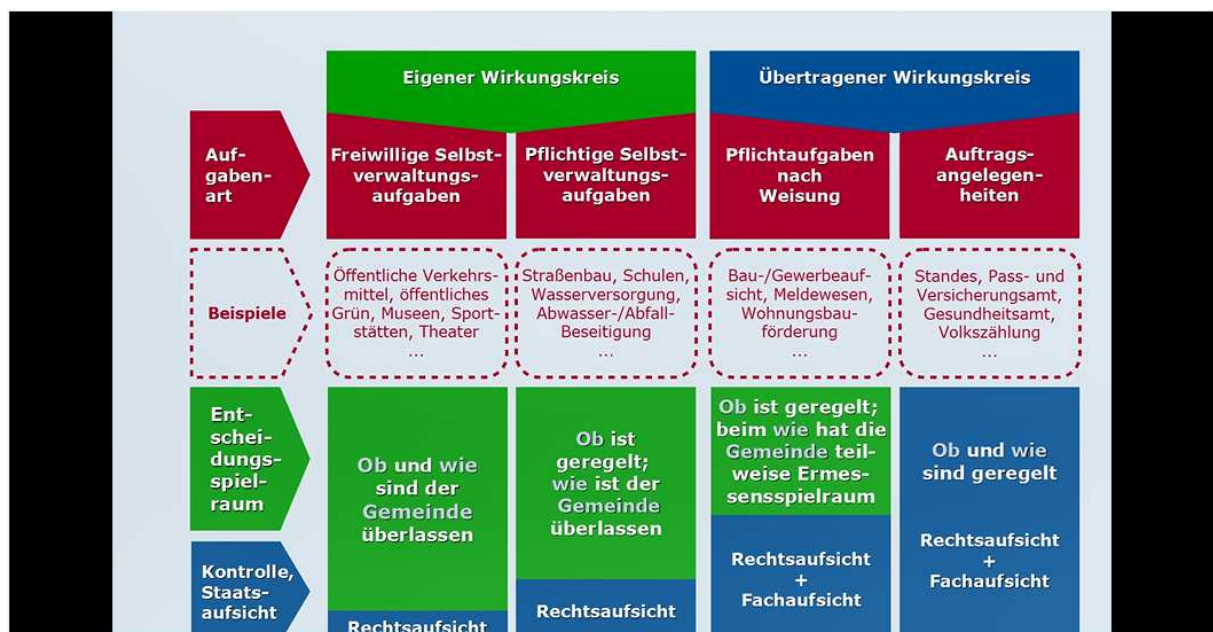 Eigener Wirkungskreis
Übertragener Wirkungskreis
Auf-
gaben-
art
Freiwillige Selbst-
verwaltungs-
aufgaben
Pflichtige Selbst-
verwaltungs-
aufgaben
Pflichtaufgaben
nach
Weisung
Auftrags-
angelegen-
heiten
Beispiele
Öffentliche Verkehrs-
mittel, öffentliches
Grün, Museen, Sport-
stätten, Theater
...
Straßenbau, Schulen,
Wasserversorgung,
Abwasser-/Abfall-
Beseitigung
...
Bau-/Gewerbeauf-
sicht, Meldewesen,
Wohnungsbau-
förderung
...
Standes, Pass- und
Versicherungsamt,
Gesundheitsamt,
Volkszählung
...
Ent-
schei-
dungs-
spiel-
raum
Ob und wie
sind der
Gemeinde
überlassen
Ob ist
geregelt;
wie ist der
Gemeinde
überlassen
Ob ist geregelt;
beim wie hat die
Gemeinde teil-
weise Ermes-
sensspielraum
Ob und wie
sind geregelt
Kontrolle,
Staats-
aufsicht
Rechtsaufsicht
Rechtsaufsicht
Rechtsaufsicht
+
Fachaufsicht
Rechtsaufsicht
+
Fachaufsicht